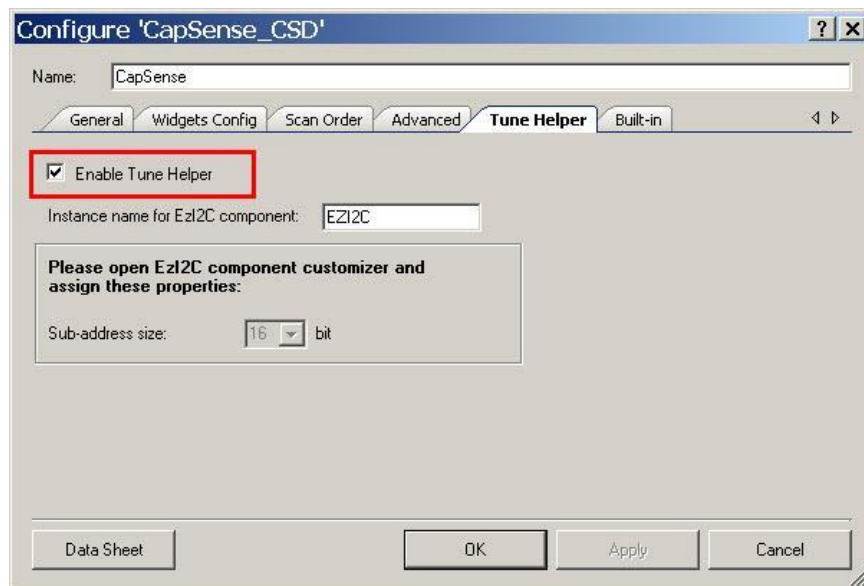 Configure 'CapSense_CSD'
? X
Name: CapSense
General Widgets Config Scan Order Advanced Tune Helper Built-in
Enable Tune Helper
Instance name for EzI2C component: EZI2C
Please open EzI2C component customizer and
assign these properties:
Sub-address size: 16 bit
Data Sheet OK Apply Cancel